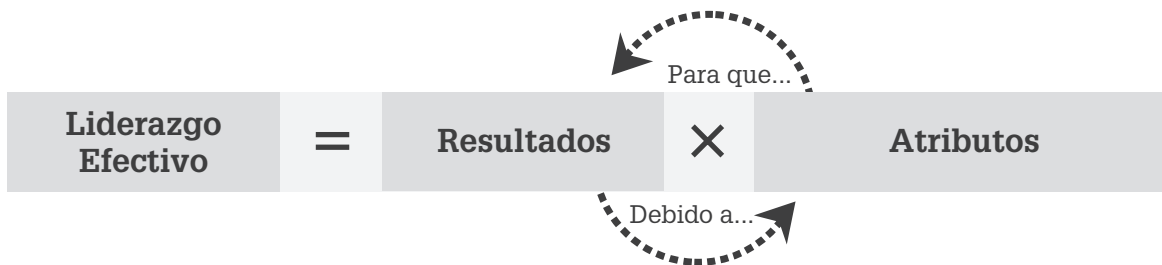 Para que...
Liderazgo
Efectivo
=
Resultados
×
Atributos
Debido a...